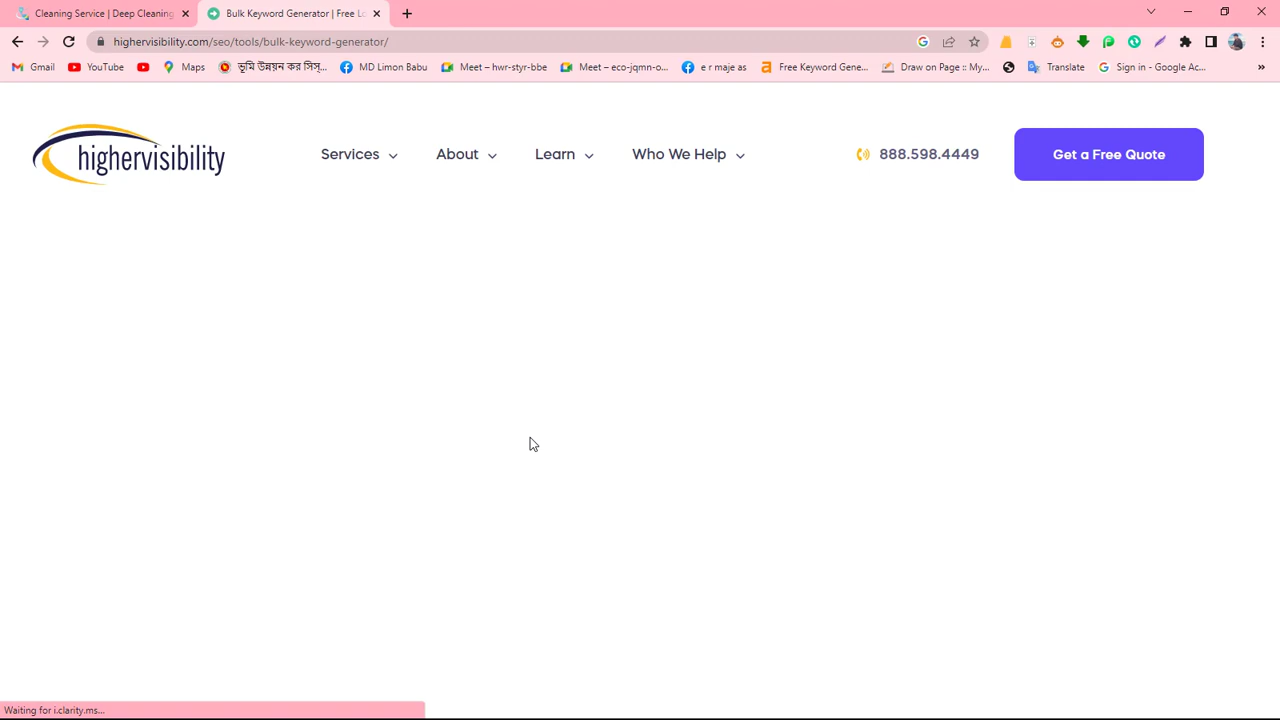 Cleaning Service | Deep Cleaning
Bulk Keyword Generator | Free Lo
highervisibility.com/seo/tools/bulk-keyword-generator/
Gmail
YouTube
Maps
ভূমি উন্নয়ন কর সিস্...
MD Limon Babu
Meet – hwr-styr-bbe
Meet – eco-jqmn-o...
e r maje as
Free Keyword Gene...
Draw on Page :: My...
Translate
Sign in - Google Ac...
highervisibility
Services
About
Learn
Who We Help
888.598.4449
Get a Free Quote
Waiting for i.clarity.ms...